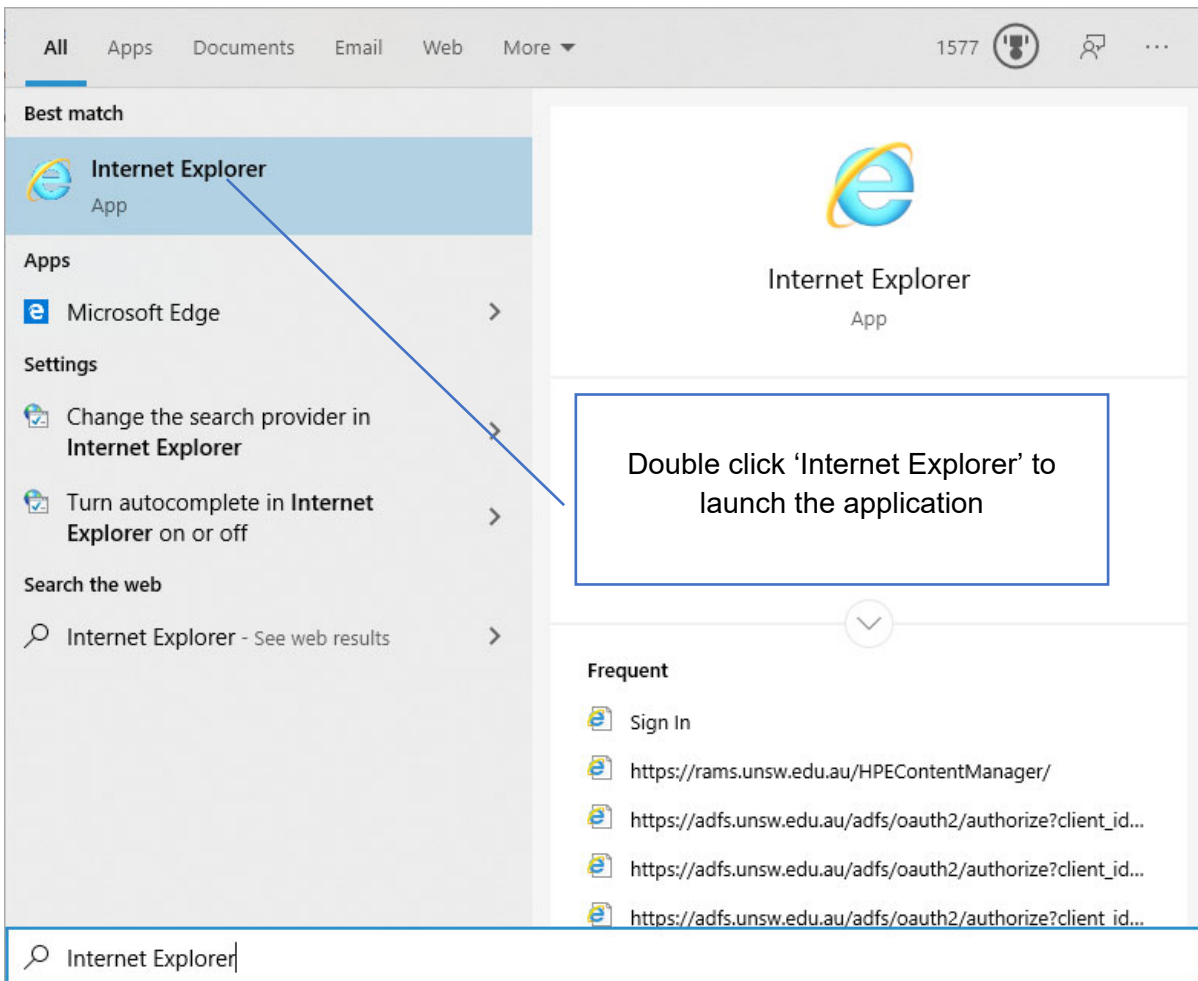 All Apps Documents Email Web More 1577 ...
Best match
Internet Explorer
App
Apps
Microsoft Edge
Settings
Change the search provider in
Internet Explorer
Turn autocomplete in Internet
Explorer on or off
Search the web
Internet Explorer - See web results
Internet Explorer
App
Double click ‘Internet Explorer’ to
launch the application
Frequent
Sign In
https://rams.unsw.edu.au/HPEContentManager/
https://adfs.unsw.edu.au/adfs/oauth2/authorize?client_id...
https://adfs.unsw.edu.au/adfs/oauth2/authorize?client_id...
https://adfs.unsw.edu.au/adfs/oauth2/authorize?client_id...
Internet Explorer